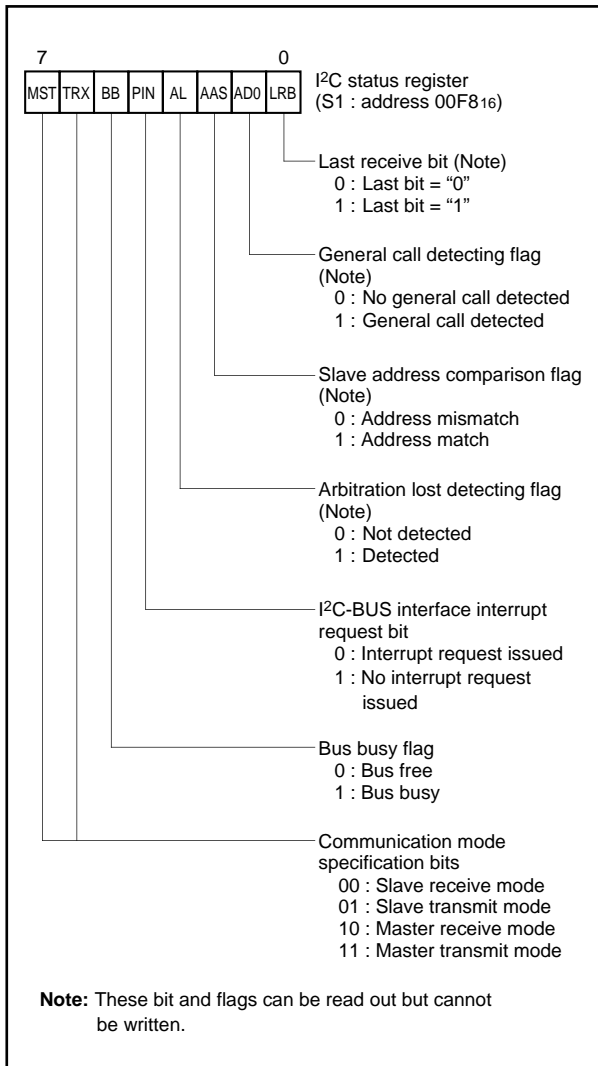 7 0
MST TRX BB PIN AL AAS AD0 LRB
I2C status register
(S1 : address 00F816)
Last receive bit (Note)
0 : Last bit = “0”
1 : Last bit = “1”
General call detecting flag
(Note)
0 : No general call detected
1 : General call detected
Slave address comparison flag
(Note)
0 : Address mismatch
1 : Address match
Arbitration lost detecting flag
(Note)
0 : Not detected
1 : Detected
I2C-BUS interface interrupt
request bit
0 : Interrupt request issued
1 : No interrupt request
issued
Bus busy flag
0 : Bus free
1 : Bus busy
Communication mode
specification bits
00 : Slave receive mode
01 : Slave transmit mode
10 : Master receive mode
11 : Master transmit mode
Note: These bit and flags can be read out but cannot
be written.